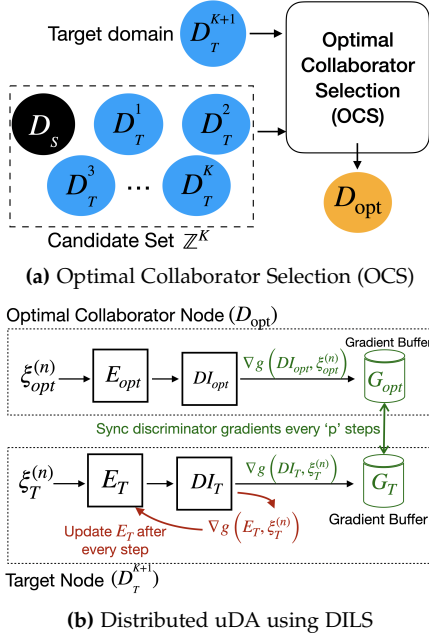 Target domain
D_T^{K+1}
Optimal
Collaborator
Selection
(OCS)
D_S
D_T^1
D_T^2
D_T^3
...
D_T^K
D_opt
Candidate Set ℤ^K
(a) Optimal Collaborator Selection (OCS)
Optimal Collaborator Node (D_opt)
Gradient Buffer
ξ_opt^(n)
E_opt
DI_opt
∇g(DI_opt, ξ_opt^(n))
G_opt
Sync discriminator gradients every 'p' steps
ξ_T^(n)
E_T
DI_T
∇g(DI_T, ξ_T^(n))
G_T
Gradient Buffer
Update E_T after
every step
∇g(E_T, ξ_T^(n))
Target Node (D_T^{K+1})
(b) Distributed uDA using DILS